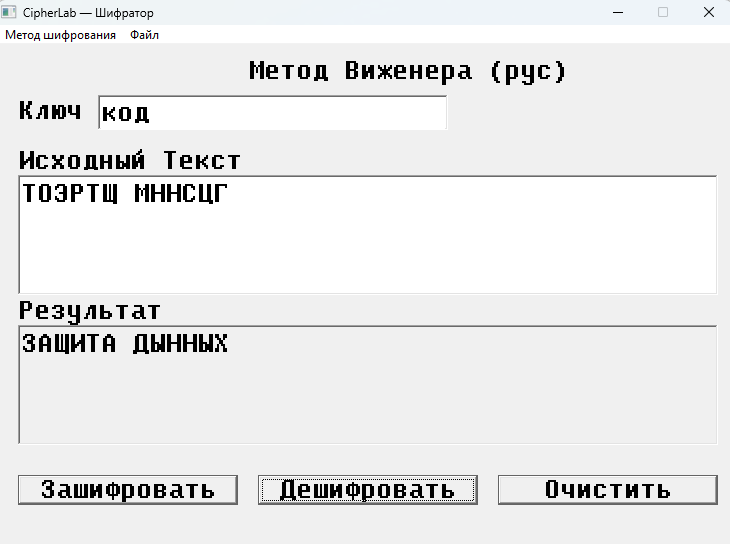 CipherLab — Шифратор
Метод шифрования Файл
Метод Виженера (рус)
Ключ код
Исходный Текст
ТОЭРТЩ МННСЦГ
Результат
ЗАЩИТА ДЫННЫХ
Зашифровать Дешифровать Очистить